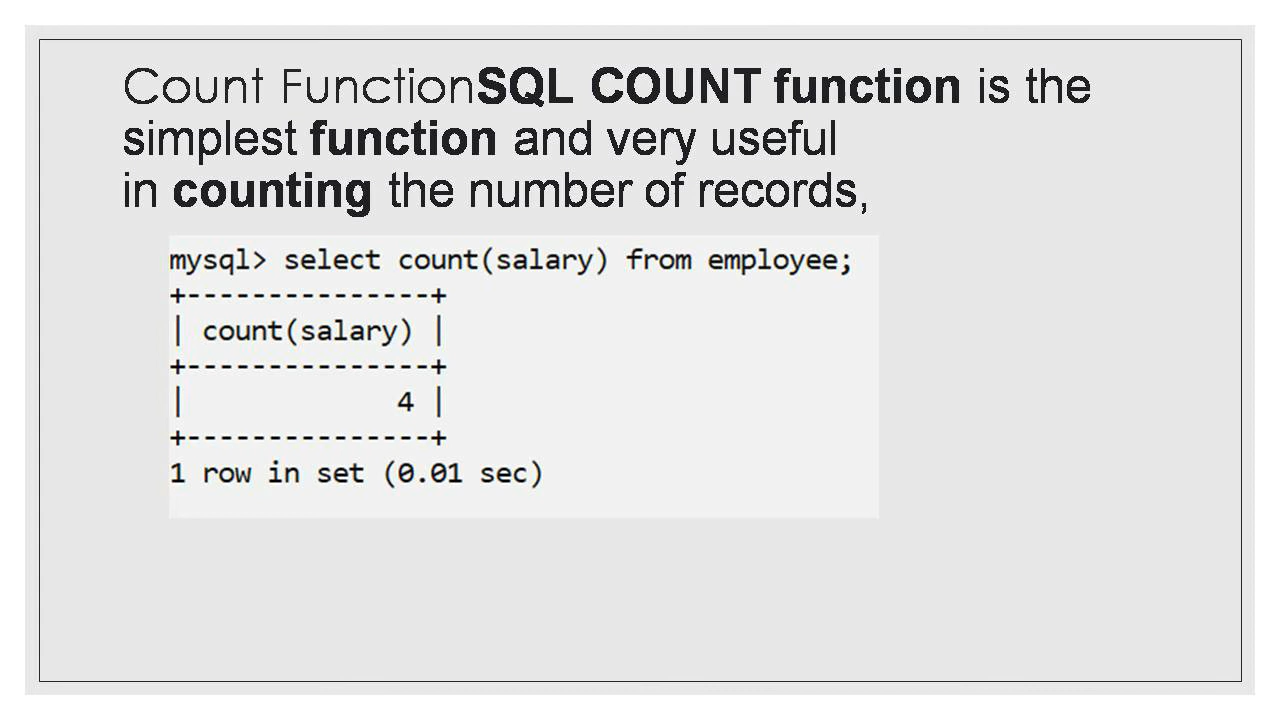 Count FunctionSQL COUNT function is the
simplest function and very useful
in counting the number of records,
mysql> select count(salary) from employee;
+---------------+
| count(salary) |
+---------------+
|             4 |
+---------------+
1 row in set (0.01 sec)